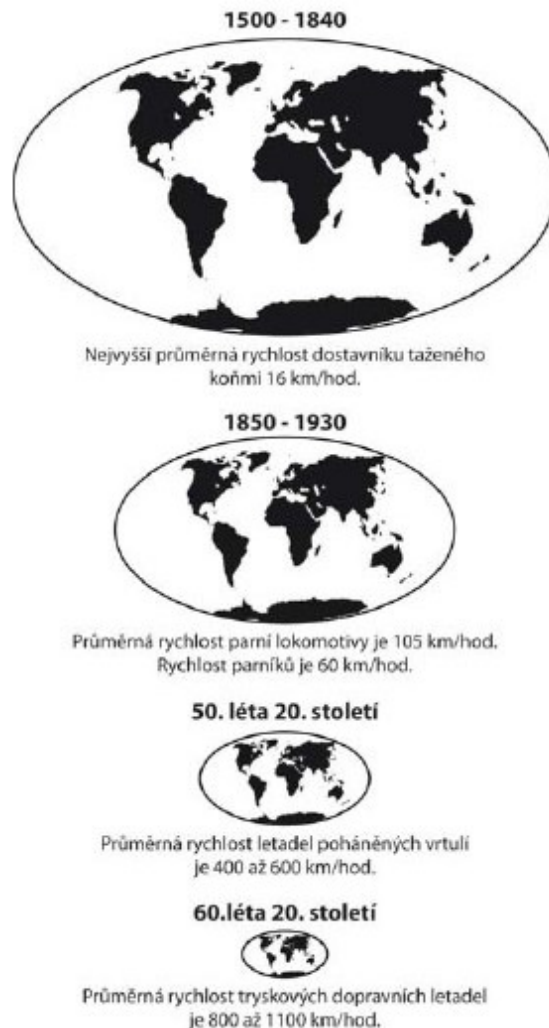 1500 - 1840
Nejvyšší průměrná rychlost dostavníku taženého
koňmi 16 km/hod.
1850 - 1930
Průměrná rychlost parní lokomotivy je 105 km/hod.
Rychlost parníků je 60 km/hod.
50. léta 20. století
Průměrná rychlost letadel poháněných vrtulí
je 400 až 600 km/hod.
60.léta 20. století
Průměrná rychlost tryskových dopravních letadel
je 800 až 1100 km/hod.